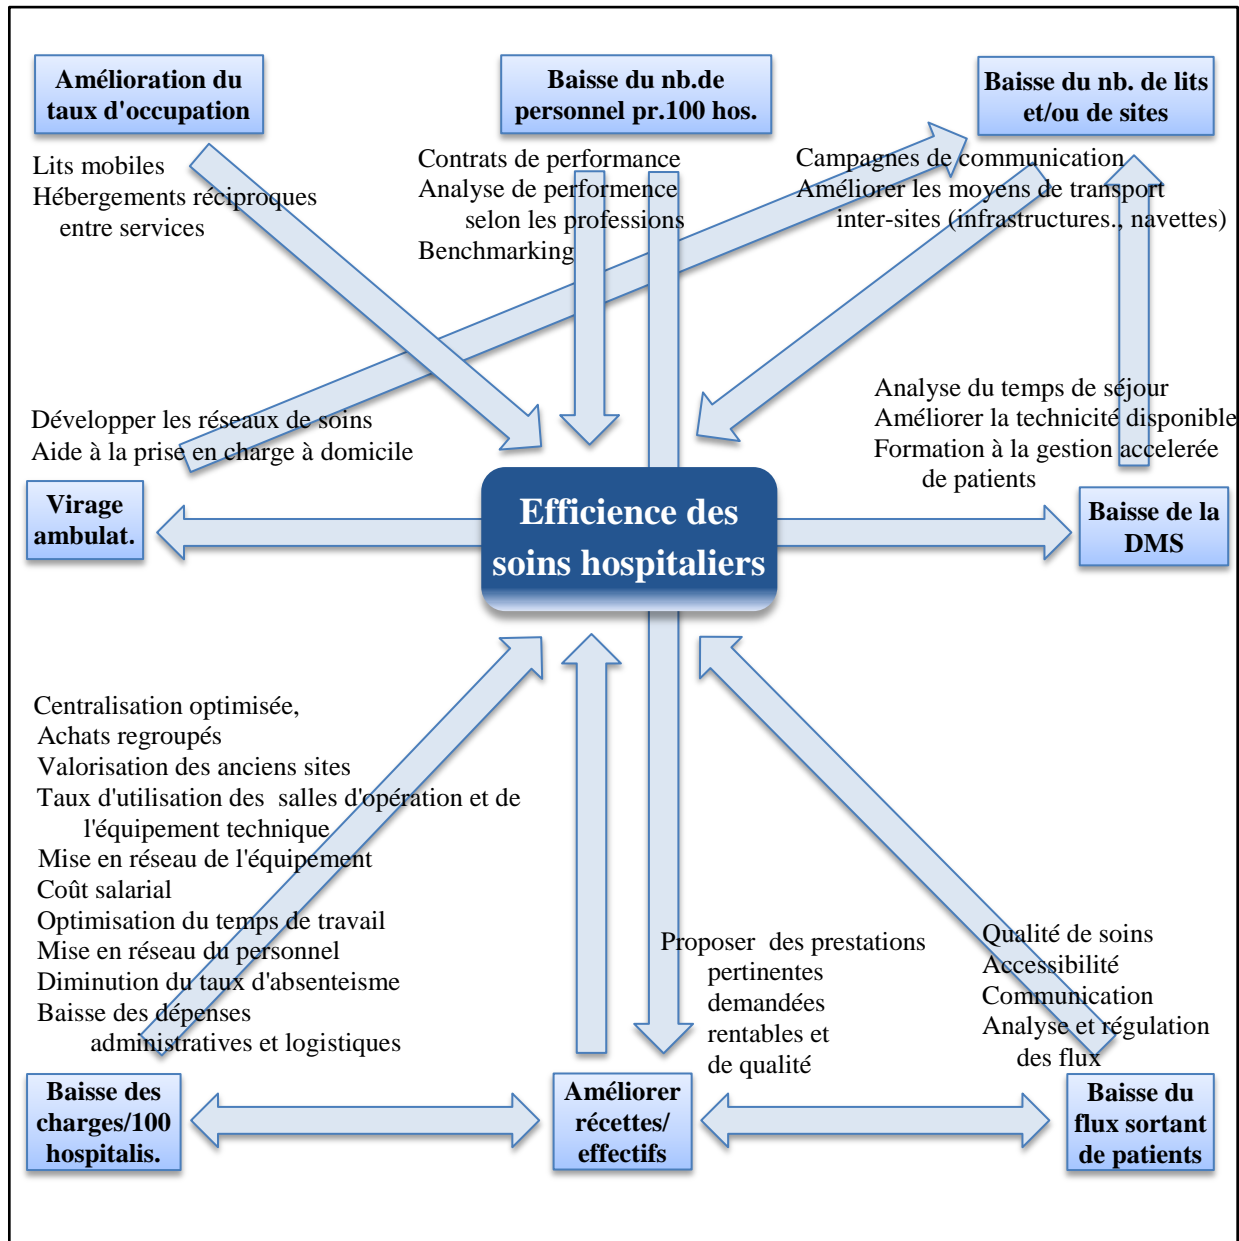 Amélioration du
taux d'occupation
Baisse du nb.de
personnel pr.100 hos.
Baisse du nb. de lits
et/ou de sites
Lits mobiles
Hébergements réciproques
entre services
Contrats de performance
Analyse de performence
selon les professions
Benchmarking
Campagnes de communication
Améliorer les moyens de transport
inter-sites (infrastructures., navettes)
Développer les réseaux de soins
Aide à la prise en charge à domicile
Analyse du temps de séjour
Améliorer la technicité disponible
Formation à la gestion accelerée
de patients
Virage
ambulat.
Efficience des
soins hospitaliers
Baisse de la
DMS
Centralisation optimisée,
Achats regroupés
Valorisation des anciens sites
Taux d'utilisation des  salles d'opération et de
l'équipement technique
Mise en réseau de l'équipement
Coût salarial
Optimisation du temps de travail
Mise en réseau du personnel
Diminution du taux d'absenteisme
Baisse des dépenses
administratives et logistiques
Proposer  des prestations
pertinentes
demandées
rentables et
de qualité
Qualité de soins
Accessibilité
Communication
Analyse et régulation
des flux
Baisse des
charges/100
hospitalis.
Améliorer
récettes/
effectifs
Baisse du
flux sortant
de patients